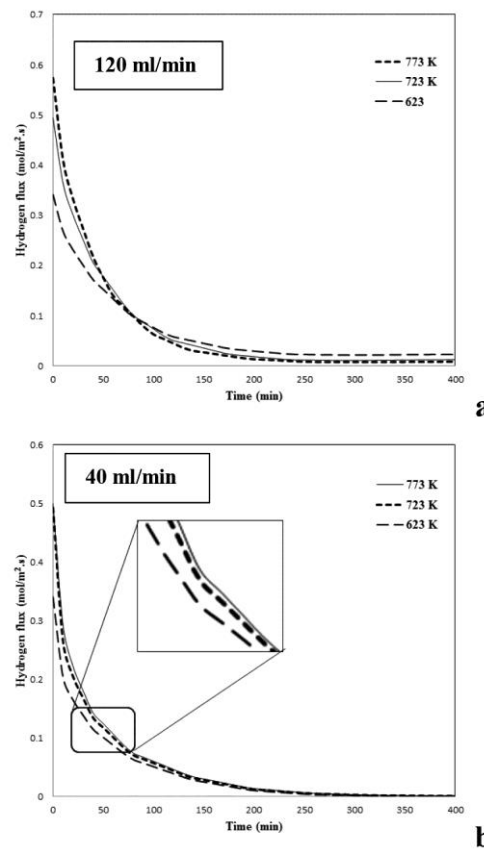 0.7
0.6
0.5
0.4
0.3
0.2
0.1
0
Hydrogen flux (mol/m².s)
120 ml/min
773 K
723 K
623
0 50 100 150 200 250 300 350 400
Time (min)
a
0.6
0.5
0.4
0.3
0.2
0.1
0
Hydrogen flux (mol/m².s)
40 ml/min
773 K
723 K
623 K
0 50 100 150 200 250 300 350 400
Time (min)
b